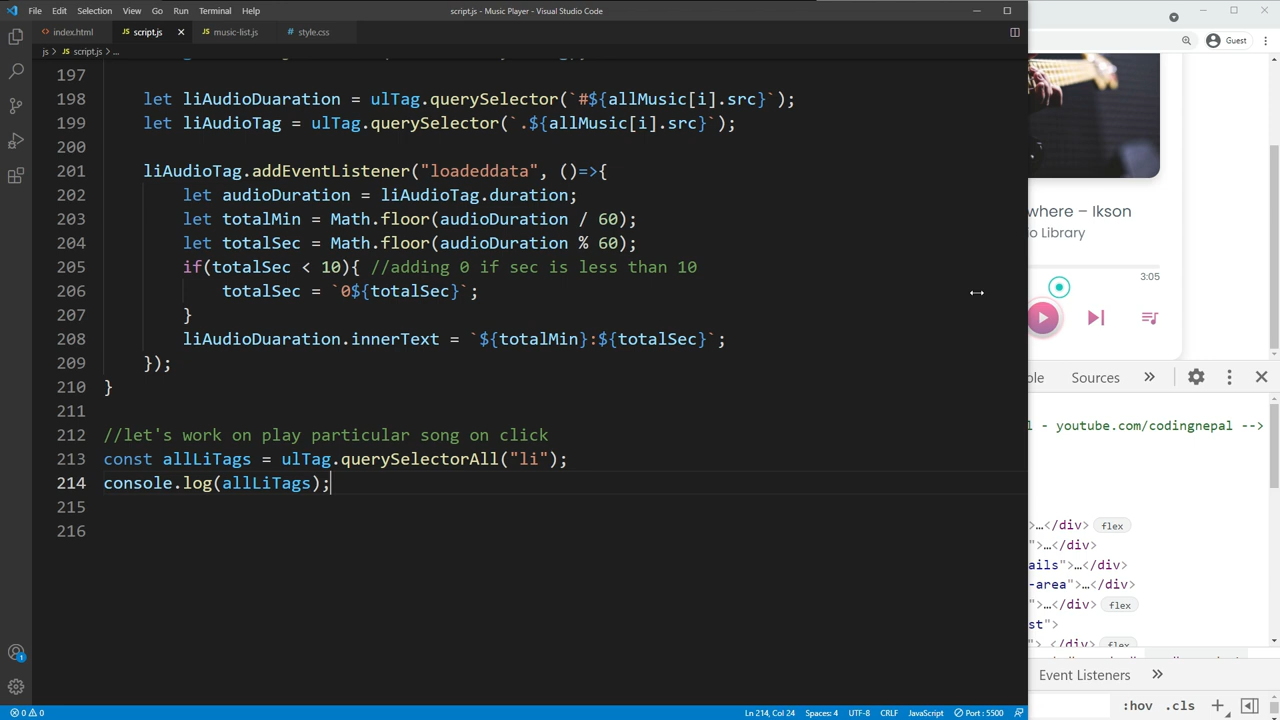 File Edit Selection View Go Run Terminal Help
script.js - Music Player - Visual Studio Code
index.html
script.js
music-list.js
style.css
js > script.js > ...
Guest
197
198 let liAudioDuaration = ulTag.querySelector(`#${allMusic[i].src}`);
199 let liAudioTag = ulTag.querySelector(`.${allMusic[i].src}`);
200
201 liAudioTag.addEventListener("loadeddata", ()=>{
202 let audioDuration = liAudioTag.duration;
203 let totalMin = Math.floor(audioDuration / 60);
204 let totalSec = Math.floor(audioDuration % 60);
205 if(totalSec < 10){ //adding 0 if sec is less than 10
206 totalSec = `0${totalSec}`;
207 }
208 liAudioDuaration.innerText = `${totalMin}:${totalSec}`;
209 });
210 }
211
212 //let's work on play particular song on click
213 const allLiTags = ulTag.querySelectorAll("li");
214 console.log(allLiTags);
215
216
where – Ikson
o Library
3:05
ole Sources
l - youtube.com/codingnepal -->
>…</div> flex
">…</div>
ails">…</div>
-area">…</div>
">…</div> flex
st">
"> </div> flex
Event Listeners
:hov .cls
0 0 Ln 214, Col 24 Spaces: 4 UTF-8 CRLF JavaScript Port : 5500